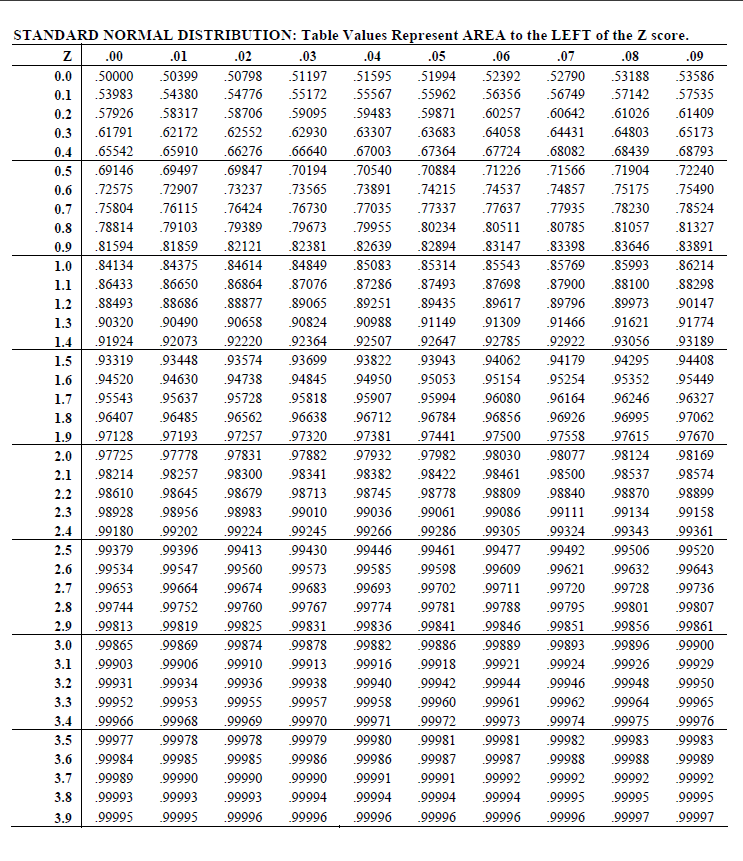 STANDARD NORMAL DISTRIBUTION: Table Values Represent AREA to the LEFT of the Z score.
Z .00 .01 .02 .03 .04 .05 .06 .07 .08 .09
0.0 .50000 .50399 .50798 .51197 .51595 .51994 .52392 .52790 .53188 .53586
0.1 .53983 .54380 .54776 .55172 .55567 .55962 .56356 .56749 .57142 .57535
0.2 .57926 .58317 .58706 .59095 .59483 .59871 .60257 .60642 .61026 .61409
0.3 .61791 .62172 .62552 .62930 .63307 .63683 .64058 .64431 .64803 .65173
0.4 .65542 .65910 .66276 .66640 .67003 .67364 .67724 .68082 .68439 .68793
0.5 .69146 .69497 .69847 .70194 .70540 .70884 .71226 .71566 .71904 .72240
0.6 .72575 .72907 .73237 .73565 .73891 .74215 .74537 .74857 .75175 .75490
0.7 .75804 .76115 .76424 .76730 .77035 .77337 .77637 .77935 .78230 .78524
0.8 .78814 .79103 .79389 .79673 .79955 .80234 .80511 .80785 .81057 .81327
0.9 .81594 .81859 .82121 .82381 .82639 .82894 .83147 .83398 .83646 .83891
1.0 .84134 .84375 .84614 .84849 .85083 .85314 .85543 .85769 .85993 .86214
1.1 .86433 .86650 .86864 .87076 .87286 .87493 .87698 .87900 .88100 .88298
1.2 .88493 .88686 .88877 .89065 .89251 .89435 .89617 .89796 .89973 .90147
1.3 .90320 .90490 .90658 .90824 .90988 .91149 .91309 .91466 .91621 .91774
1.4 .91924 .92073 .92220 .92364 .92507 .92647 .92785 .92922 .93056 .93189
1.5 .93319 .93448 .93574 .93699 .93822 .93943 .94062 .94179 .94295 .94408
1.6 .94520 .94630 .94738 .94845 .94950 .95053 .95154 .95254 .95352 .95449
1.7 .95543 .95637 .95728 .95818 .95907 .95994 .96080 .96164 .96246 .96327
1.8 .96407 .96485 .96562 .96638 .96712 .96784 .96856 .96926 .96995 .97062
1.9 .97128 .97193 .97257 .97320 .97381 .97441 .97500 .97558 .97615 .97670
2.0 .97725 .97778 .97831 .97882 .97932 .97982 .98030 .98077 .98124 .98169
2.1 .98214 .98257 .98300 .98341 .98382 .98422 .98461 .98500 .98537 .98574
2.2 .98610 .98645 .98679 .98713 .98745 .98778 .98809 .98840 .98870 .98899
2.3 .98928 .98956 .98983 .99010 .99036 .99061 .99086 .99111 .99134 .99158
2.4 .99180 .99202 .99224 .99245 .99266 .99286 .99305 .99324 .99343 .99361
2.5 .99379 .99396 .99413 .99430 .99446 .99461 .99477 .99492 .99506 .99520
2.6 .99534 .99547 .99560 .99573 .99585 .99598 .99609 .99621 .99632 .99643
2.7 .99653 .99664 .99674 .99683 .99693 .99702 .99711 .99720 .99728 .99736
2.8 .99744 .99752 .99760 .99767 .99774 .99781 .99788 .99795 .99801 .99807
2.9 .99813 .99819 .99825 .99831 .99836 .99841 .99846 .99851 .99856 .99861
3.0 .99865 .99869 .99874 .99878 .99882 .99886 .99889 .99893 .99896 .99900
3.1 .99903 .99906 .99910 .99913 .99916 .99918 .99921 .99924 .99926 .99929
3.2 .99931 .99934 .99936 .99938 .99940 .99942 .99944 .99946 .99948 .99950
3.3 .99952 .99953 .99955 .99957 .99958 .99960 .99961 .99962 .99964 .99965
3.4 .99966 .99968 .99969 .99970 .99971 .99972 .99973 .99974 .99975 .99976
3.5 .99977 .99978 .99978 .99979 .99980 .99981 .99981 .99982 .99983 .99983
3.6 .99984 .99985 .99985 .99986 .99986 .99987 .99987 .99988 .99988 .99989
3.7 .99989 .99990 .99990 .99990 .99991 .99991 .99992 .99992 .99992 .99992
3.8 .99993 .99993 .99993 .99994 .99994 .99994 .99994 .99995 .99995 .99995
3.9 .99995 .99995 .99996 .99996 .99996 .99996 .99996 .99996 .99997 .99997